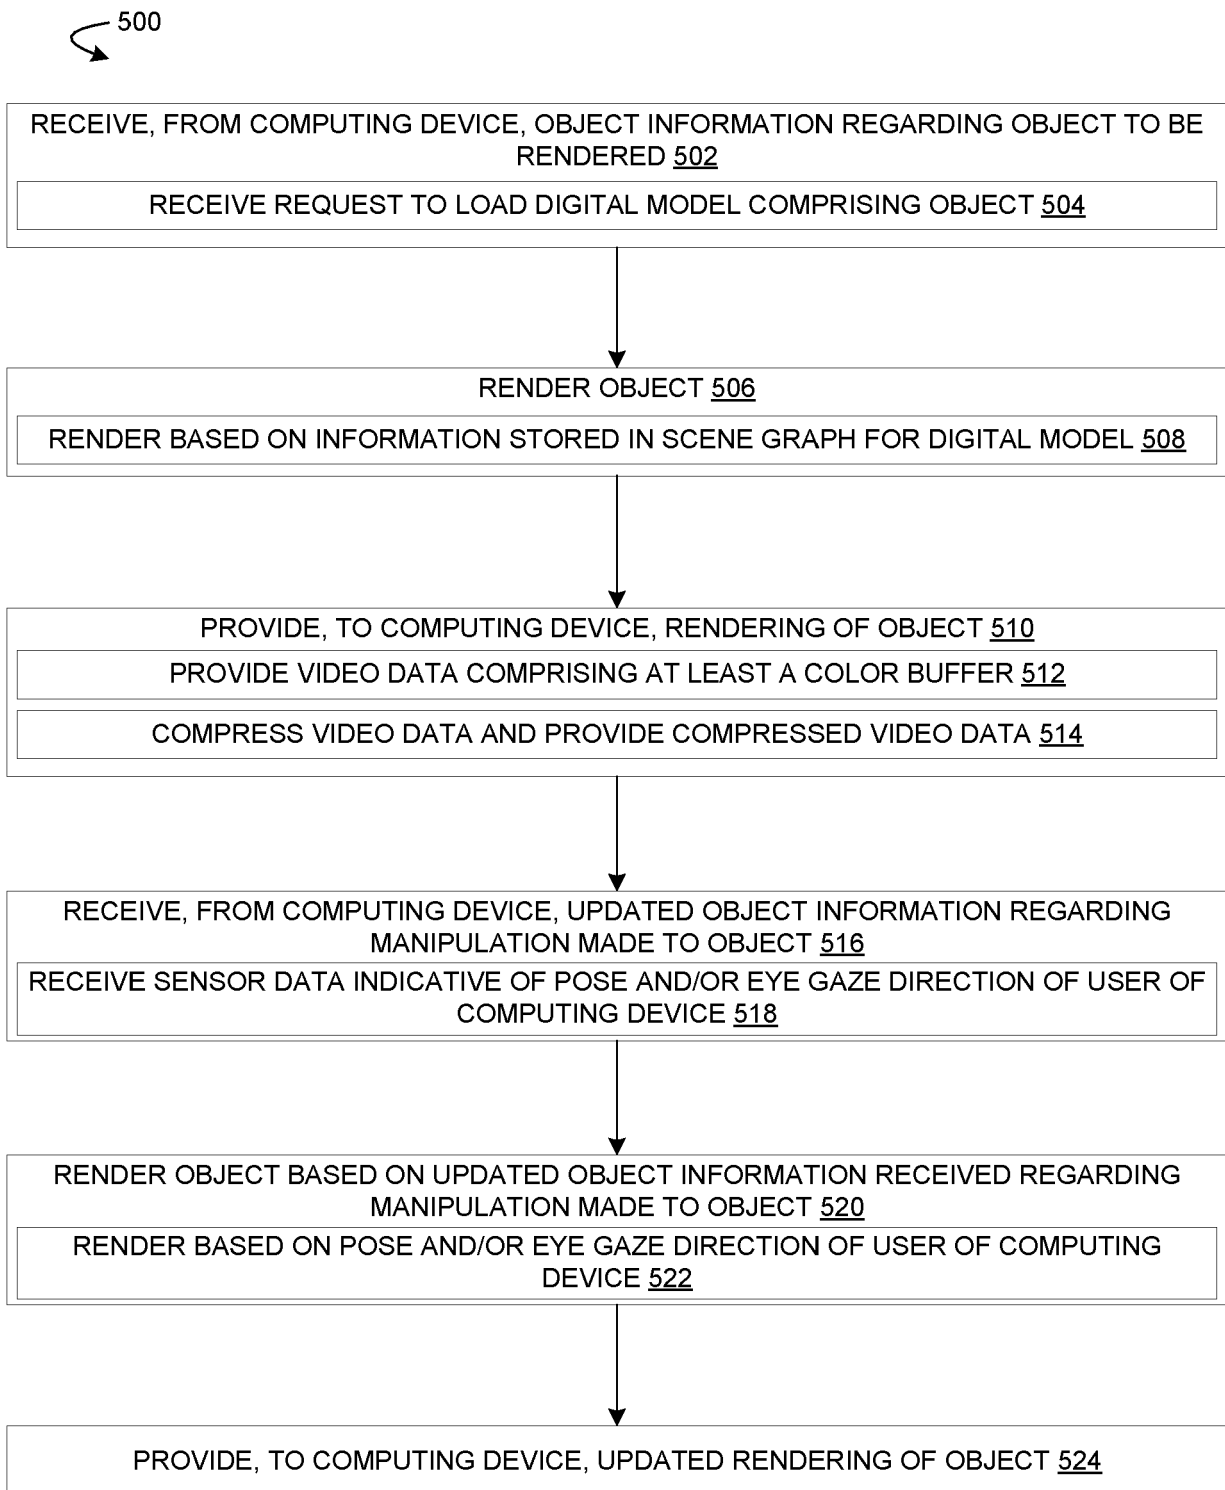 500
RECEIVE, FROM COMPUTING DEVICE, OBJECT INFORMATION REGARDING OBJECT TO BE
RENDERED 502
RECEIVE REQUEST TO LOAD DIGITAL MODEL COMPRISING OBJECT 504
RENDER OBJECT 506
RENDER BASED ON INFORMATION STORED IN SCENE GRAPH FOR DIGITAL MODEL 508
PROVIDE, TO COMPUTING DEVICE, RENDERING OF OBJECT 510
PROVIDE VIDEO DATA COMPRISING AT LEAST A COLOR BUFFER 512
COMPRESS VIDEO DATA AND PROVIDE COMPRESSED VIDEO DATA 514
RECEIVE, FROM COMPUTING DEVICE, UPDATED OBJECT INFORMATION REGARDING
MANIPULATION MADE TO OBJECT 516
RECEIVE SENSOR DATA INDICATIVE OF POSE AND/OR EYE GAZE DIRECTION OF USER OF
COMPUTING DEVICE 518
RENDER OBJECT BASED ON UPDATED OBJECT INFORMATION RECEIVED REGARDING
MANIPULATION MADE TO OBJECT 520
RENDER BASED ON POSE AND/OR EYE GAZE DIRECTION OF USER OF COMPUTING
DEVICE 522
PROVIDE, TO COMPUTING DEVICE, UPDATED RENDERING OF OBJECT 524